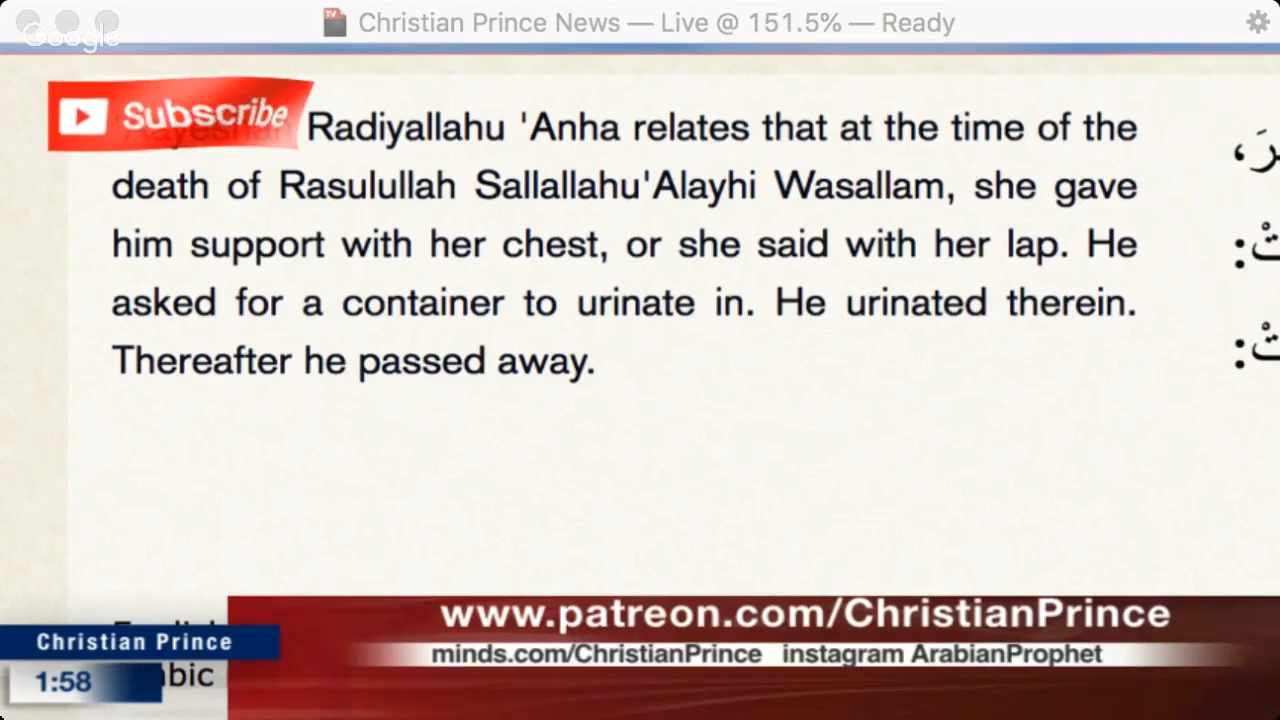 Christian Prince News — Live @ 151.5% — Ready
Google
Subscribe
Radiyallahu 'Anha relates that at the time of the
death of Rasulullah Sallallahu'Alayhi Wasallam, she gave
him support with her chest, or she said with her lap. He
asked for a container to urinate in. He urinated therein.
Thereafter he passed away.
www.patreon.com/ChristianPrince
Christian Prince
minds.com/ChristianPrince instagram ArabianProphet
1:58